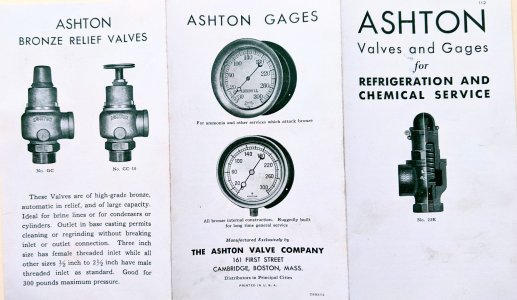 ASHTON
BRONZE RELIEF VALVES
No. GC
No. GC-10
These Valves are of high-grade bronze,
automatic in relief, and of large capacity.
Ideal for brine lines or for condensers or
cylinders. Outlet in base casting permits
cleaning or regrinding without breaking
inlet or outlet connection. Three inch
size has female threaded inlet while all
other sizes ½ inch to 2½ inch have male
threaded inlet as standard. Good for
300 pounds maximum pressure.
ASHTON GAGES
For ammonia and other services which attack bronze
All bronze internal construction. Ruggedly built
for long time general service
Manufactured Exclusively by
THE ASHTON VALVE COMPANY
161 FIRST STREET
CAMBRIDGE, BOSTON, MASS.
Distributors in Principal Cities
PRINTED IN U.S.A.
112
ASHTON
Valves and Gages
for
REFRIGERATION AND
CHEMICAL SERVICE